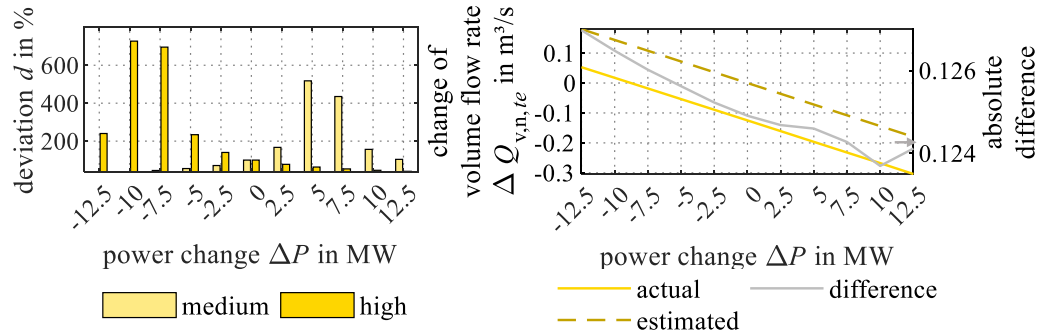 deviation d in %
600
400
200
-12.5
-10
-7.5
-5
-2.5
0
2.5
5
7.5
10
12.5
power change ΔP in MW
medium
high
change of
volume flow rate
Δ Q_v,n,te in m³/s
0.1
0
-0.1
-0.2
-0.3
-12.5
-10
-7.5
-5
-2.5
0
2.5
5
7.5
10
12.5
0.126
0.124
absolute
difference
power change ΔP in MW
actual
difference
estimated